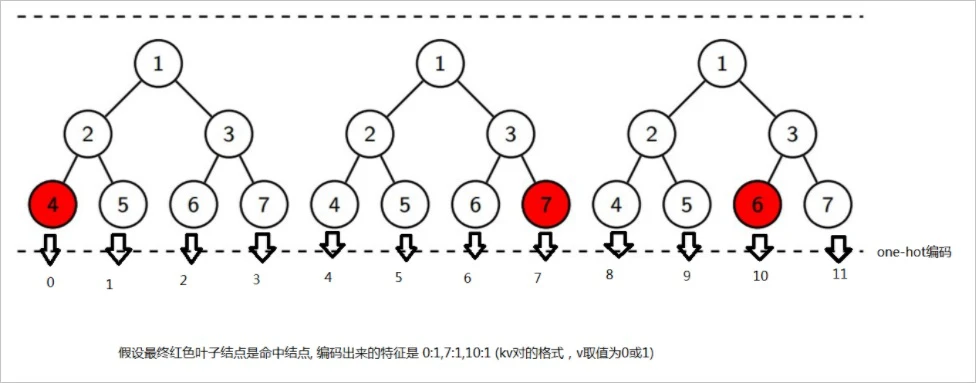 1 1 1
2 3 2 3 2 3
4 5 6 7 4 5 6 7 4 5 6 7
one-hot编码
0 1 2 3 4 5 6 7 8 9 10 11
假设最终红色叶子结点是命中结点, 编码出来的特征是 0:1,7:1,10:1 (kv对的格式，v取值为0或1)